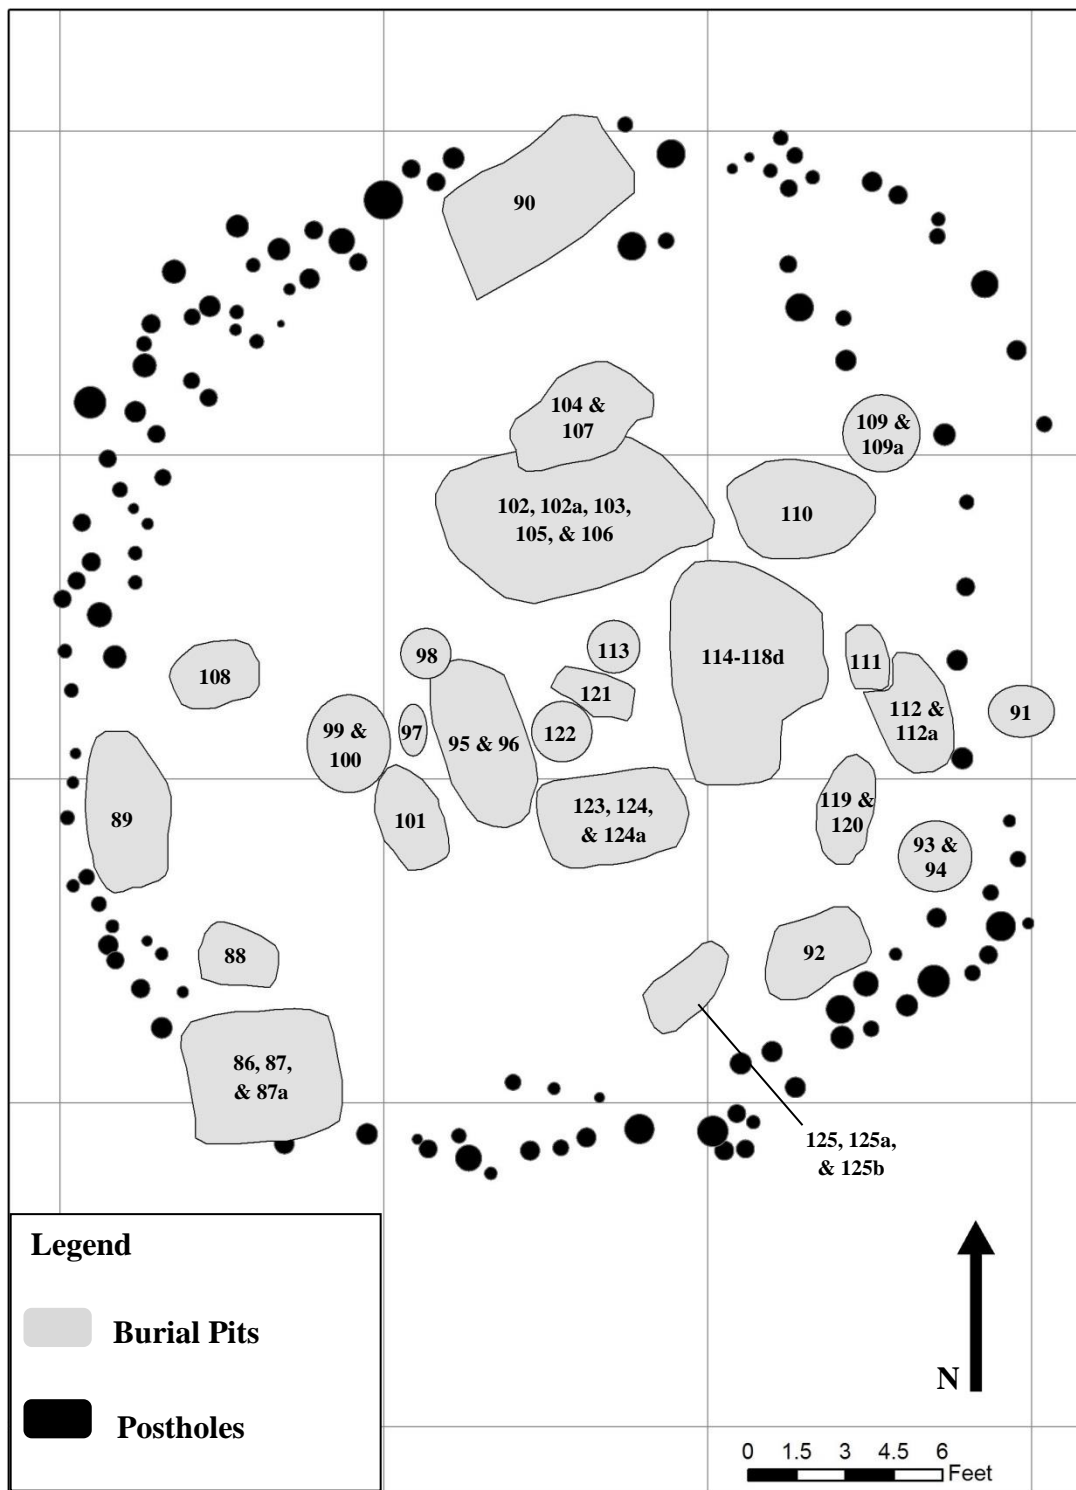 90
104 &
107
109 &
109a
102, 102a, 103,
105, & 106
110
98
113
114-118d
111
108
121
99 &
100
97
95 & 96
122
112 &
112a
91
89
101
123, 124,
& 124a
119 &
120
93 &
94
88
92
86, 87,
& 87a
125, 125a,
& 125b
Legend
Burial Pits
Postholes
N
0 1.5 3 4.5 6
Feet